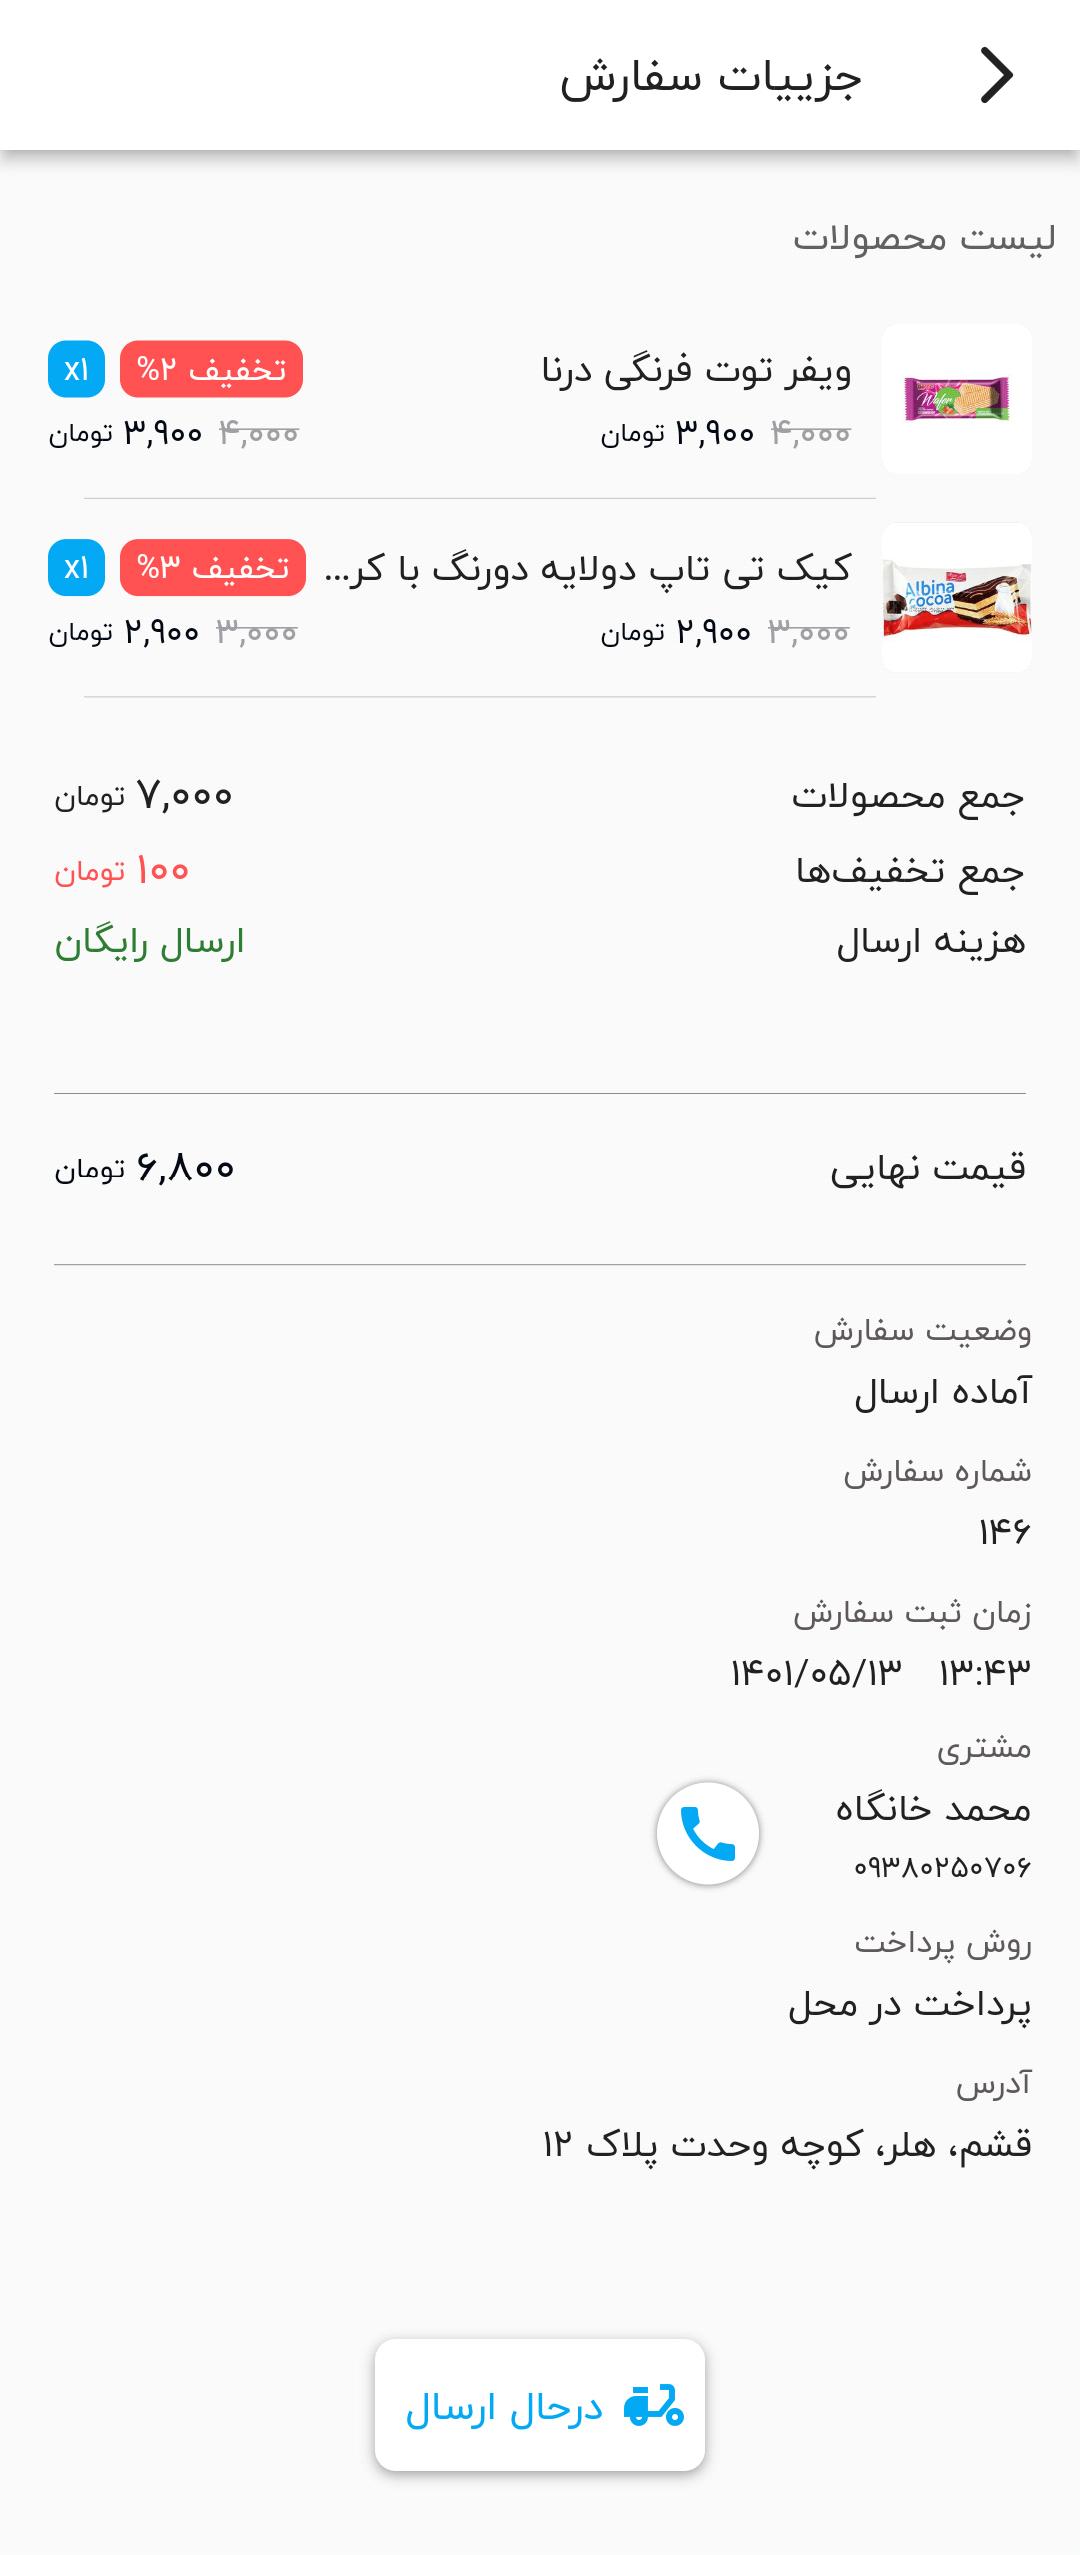 جزییات سفارش
لیست محصولات
ویفر توت فرنگی درنا
تخفیف ۲%
x۱
۴,۰۰۰ ۳,۹۰۰ تومان
۴,۰۰۰ ۳,۹۰۰ تومان
Wafer
کیک تی تاپ دولایه دورنگ با کر...
تخفیف ۳%
x۱
۳,۰۰۰ ۲,۹۰۰ تومان
۳,۰۰۰ ۲,۹۰۰ تومان
Albina
cocoa
جمع محصولات
۷,۰۰۰ تومان
جمع تخفیف‌ها
۱۰۰ تومان
هزینه ارسال
ارسال رایگان
قیمت نهایی
۶,۸۰۰ تومان
وضعیت سفارش
آماده ارسال
شماره سفارش
۱۴۶
زمان ثبت سفارش
۱۳:۴۳ ۱۴۰۱/۰۵/۱۳
مشتری
محمد خانگاه
۰۹۳۸۰۲۵۰۷۰۶
روش پرداخت
پرداخت در محل
آدرس
قشم، هلر، کوچه وحدت پلاک ۱۲
درحال ارسال